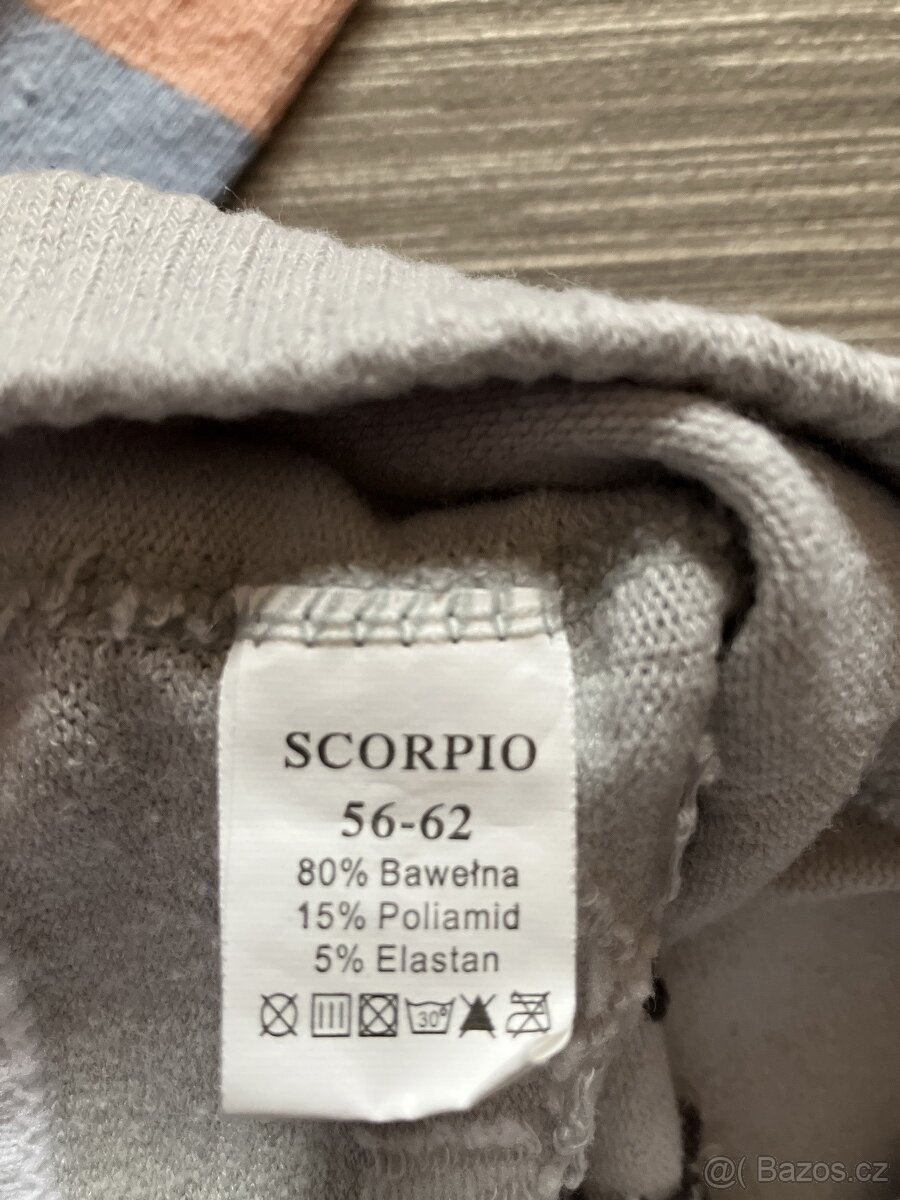 SCORPIO
56-62
80% Bawełna
15% Poliamid
5% Elastan
30°
@( Bazos.cz